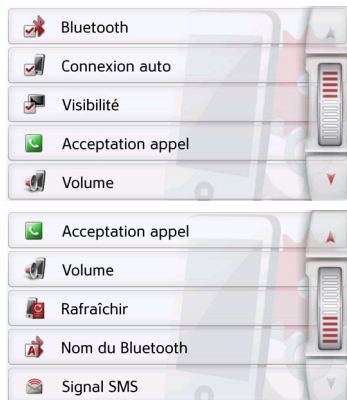 Bluetooth
Connexion auto
Visibilité
Acceptation appel
Volume
Acceptation appel
Volume
Rafraîchir
Nom du Bluetooth
Signal SMS